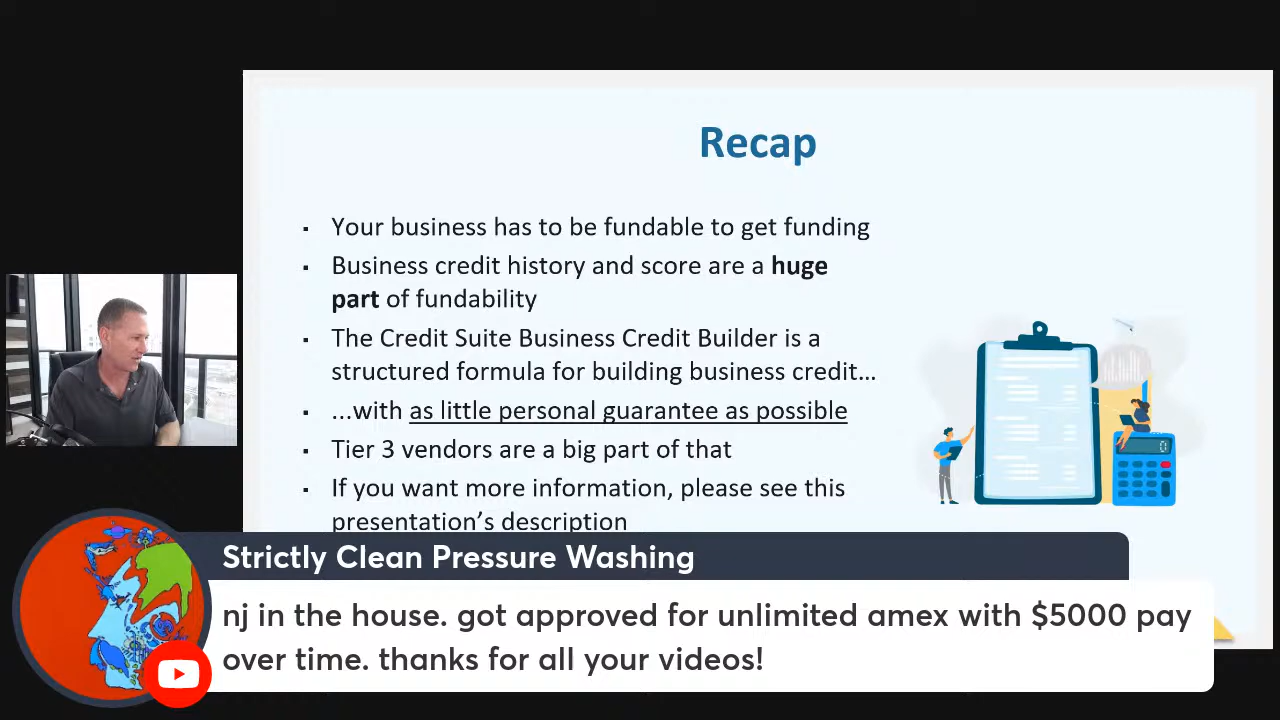 Recap
▪ Your business has to be fundable to get funding
▪ Business credit history and score are a huge
part of fundability
▪ The Credit Suite Business Credit Builder is a
structured formula for building business credit…
▪ ...with as little personal guarantee as possible
▪ Tier 3 vendors are a big part of that
▪ If you want more information, please see this
presentation's description
0
Strictly Clean Pressure Washing
nj in the house. got approved for unlimited amex with $5000 pay
over time. thanks for all your videos!